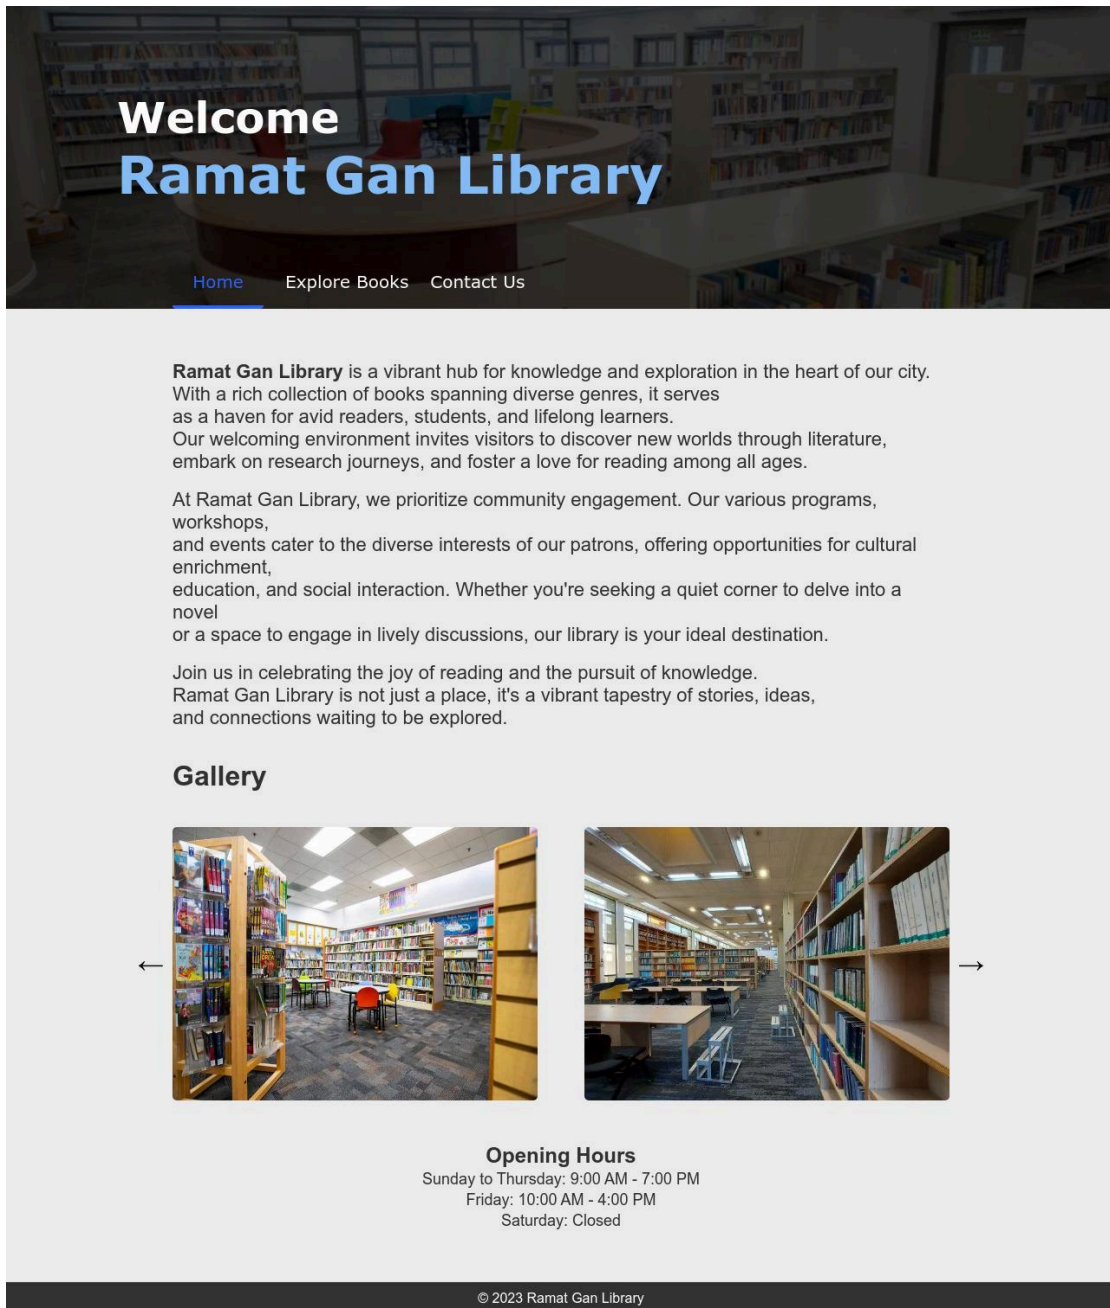 Welcome
Ramat Gan Library
Home Explore Books Contact Us
Ramat Gan Library is a vibrant hub for knowledge and exploration in the heart of our city.
With a rich collection of books spanning diverse genres, it serves
as a haven for avid readers, students, and lifelong learners.
Our welcoming environment invites visitors to discover new worlds through literature,
embark on research journeys, and foster a love for reading among all ages.
At Ramat Gan Library, we prioritize community engagement. Our various programs,
workshops,
and events cater to the diverse interests of our patrons, offering opportunities for cultural
enrichment,
education, and social interaction. Whether you're seeking a quiet corner to delve into a
novel
or a space to engage in lively discussions, our library is your ideal destination.
Join us in celebrating the joy of reading and the pursuit of knowledge.
Ramat Gan Library is not just a place, it's a vibrant tapestry of stories, ideas,
and connections waiting to be explored.
Gallery
← →
Opening Hours
Sunday to Thursday: 9:00 AM - 7:00 PM
Friday: 10:00 AM - 4:00 PM
Saturday: Closed
© 2023 Ramat Gan Library